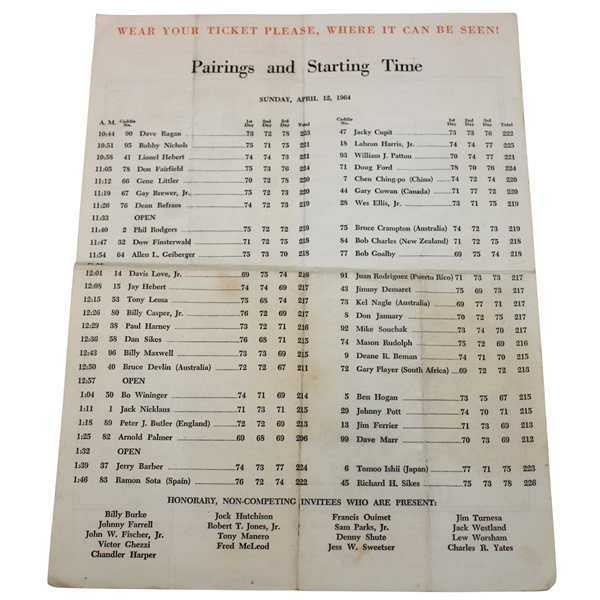 WEAR YOUR TICKET PLEASE, WHERE IT CAN BE SEEN!
Pairings and Starting Time
SUNDAY, APRIL 12, 1964
A. M. Caddie No. 1st Day 2nd Day 3rd Day Total Caddie No. 1st Day 2nd Day 3rd Day Total
10:44 90 Dave Ragan 73 72 78 223 47 Jacky Cupit 73 73 76 222
10:51 95 Bobby Nichols 75 71 75 221 18 Labron Harris, Jr. 74 74 77 225
10:58 41 Lionel Hebert 74 74 73 221 93 William J. Patton 70 74 77 221
11:05 78 Don Fairfield 75 73 76 224 71 Doug Ford 78 70 76 224
11:12 66 Gene Littler 70 72 78 220 7 Chen Ching-po (China) 74 72 74 220
11:19 67 Gay Brewer, Jr. 75 72 73 220 44 Gary Cowan (Canada) 71 77 72 220
11:26 76 Dean Refram 74 72 73 219 28 Wes Ellis, Jr. 73 71 75 219
11:33 OPEN
11:40 2 Phil Rodgers 75 72 72 219 75 Bruce Crampton (Australia) 74 72 73 219
11:47 32 Dow Finsterwald 71 72 75 218 84 Bob Charles (New Zealand) 71 72 75 218
11:54 64 Allen L. Geiberger 75 73 70 218 77 Bob Goalby 69 75 74 218
12:01 14 Davis Love, Jr. 69 75 74 218 91 Juan Rodriguez (Puerto Rico) 71 73 73 217
12:08 15 Jay Hebert 74 74 69 217 43 Jimmy Demaret 75 69 73 217
12:15 53 Tony Lema 75 68 74 217 73 Kel Nagle (Australia) 69 77 71 217
12:26 80 Billy Casper, Jr. 76 72 69 217 8 Don January 70 72 75 217
12:29 38 Paul Harney 73 72 71 216 92 Mike Souchak 73 74 70 217
12:36 58 Dan Sikes 76 68 71 215 74 Mason Rudolph 75 72 69 216
12:43 96 Billy Maxwell 73 73 69 215 9 Deane R. Beman 74 71 70 215
12:50 40 Bruce Devlin (Australia) 72 72 67 211 72 Gary Player (South Africa) 69 72 72 213
12:57 OPEN
1:04 50 Bo Wininger 74 71 69 214 5 Ben Hogan 73 75 67 215
1:11 1 Jack Nicklaus 71 73 71 215 29 Johnny Pott 74 70 71 215
1:18 89 Peter J. Butler (England) 72 72 69 213 13 Jim Ferrier 71 73 69 213
1:25 82 Arnold Palmer 69 68 69 206 99 Dave Marr 70 73 69 212
1:32 OPEN
1:39 37 Jerry Barber 74 73 77 224 6 Tomoo Ishii (Japan) 77 71 75 223
1:46 83 Ramon Sota (Spain) 76 72 74 222 45 Richard H. Sikes 75 73 78 226
HONORARY, NON-COMPETING INVITEES WHO ARE PRESENT:
Billy Burke Jock Hutchison Francis Ouimet Jim Turnesa
Johnny Farrell Robert T. Jones, Jr. Sam Parks, Jr. Jack Westland
John W. Fischer, Jr. Tony Manero Denny Shute Lew Worsham
Victor Ghezzi Fred McLeod Jess W. Sweetser Charles R. Yates
Chandler Harper